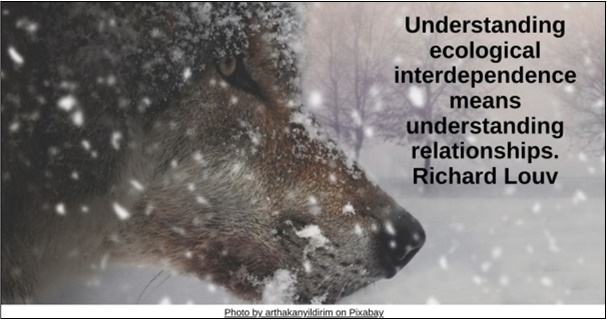 Understanding
ecological
interdependence
means
understanding
relationships.
Richard Louv
Photo by arthakanyildirim on Pixabay